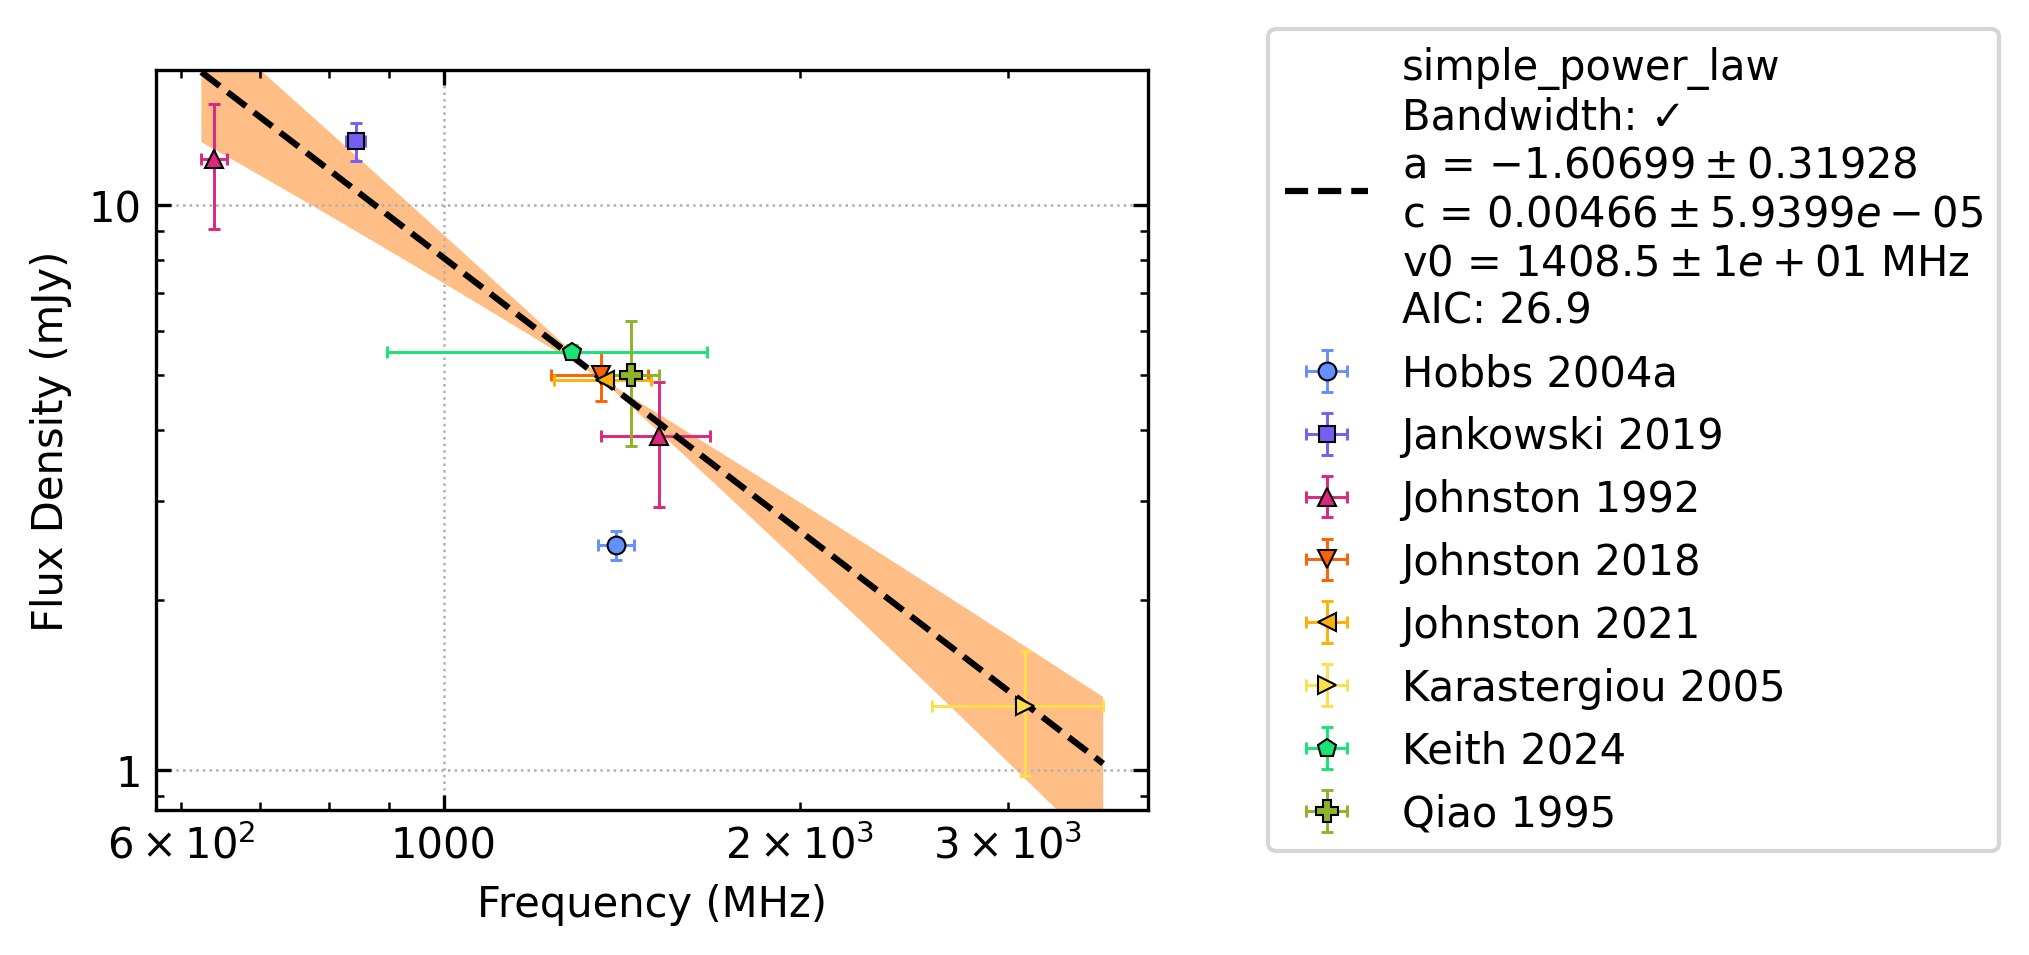 Flux Density (mJy)
10
1
6 × 10²
1000
2 × 10³
3 × 10³
Frequency (MHz)
simple_power_law
Bandwidth: ✓
a = −1.60699 ± 0.31928
c = 0.00466 ± 5.9399e − 05
v0 = 1408.5 ± 1e + 01 MHz
AIC: 26.9
Hobbs 2004a
Jankowski 2019
Johnston 1992
Johnston 2018
Johnston 2021
Karastergiou 2005
Keith 2024
Qiao 1995